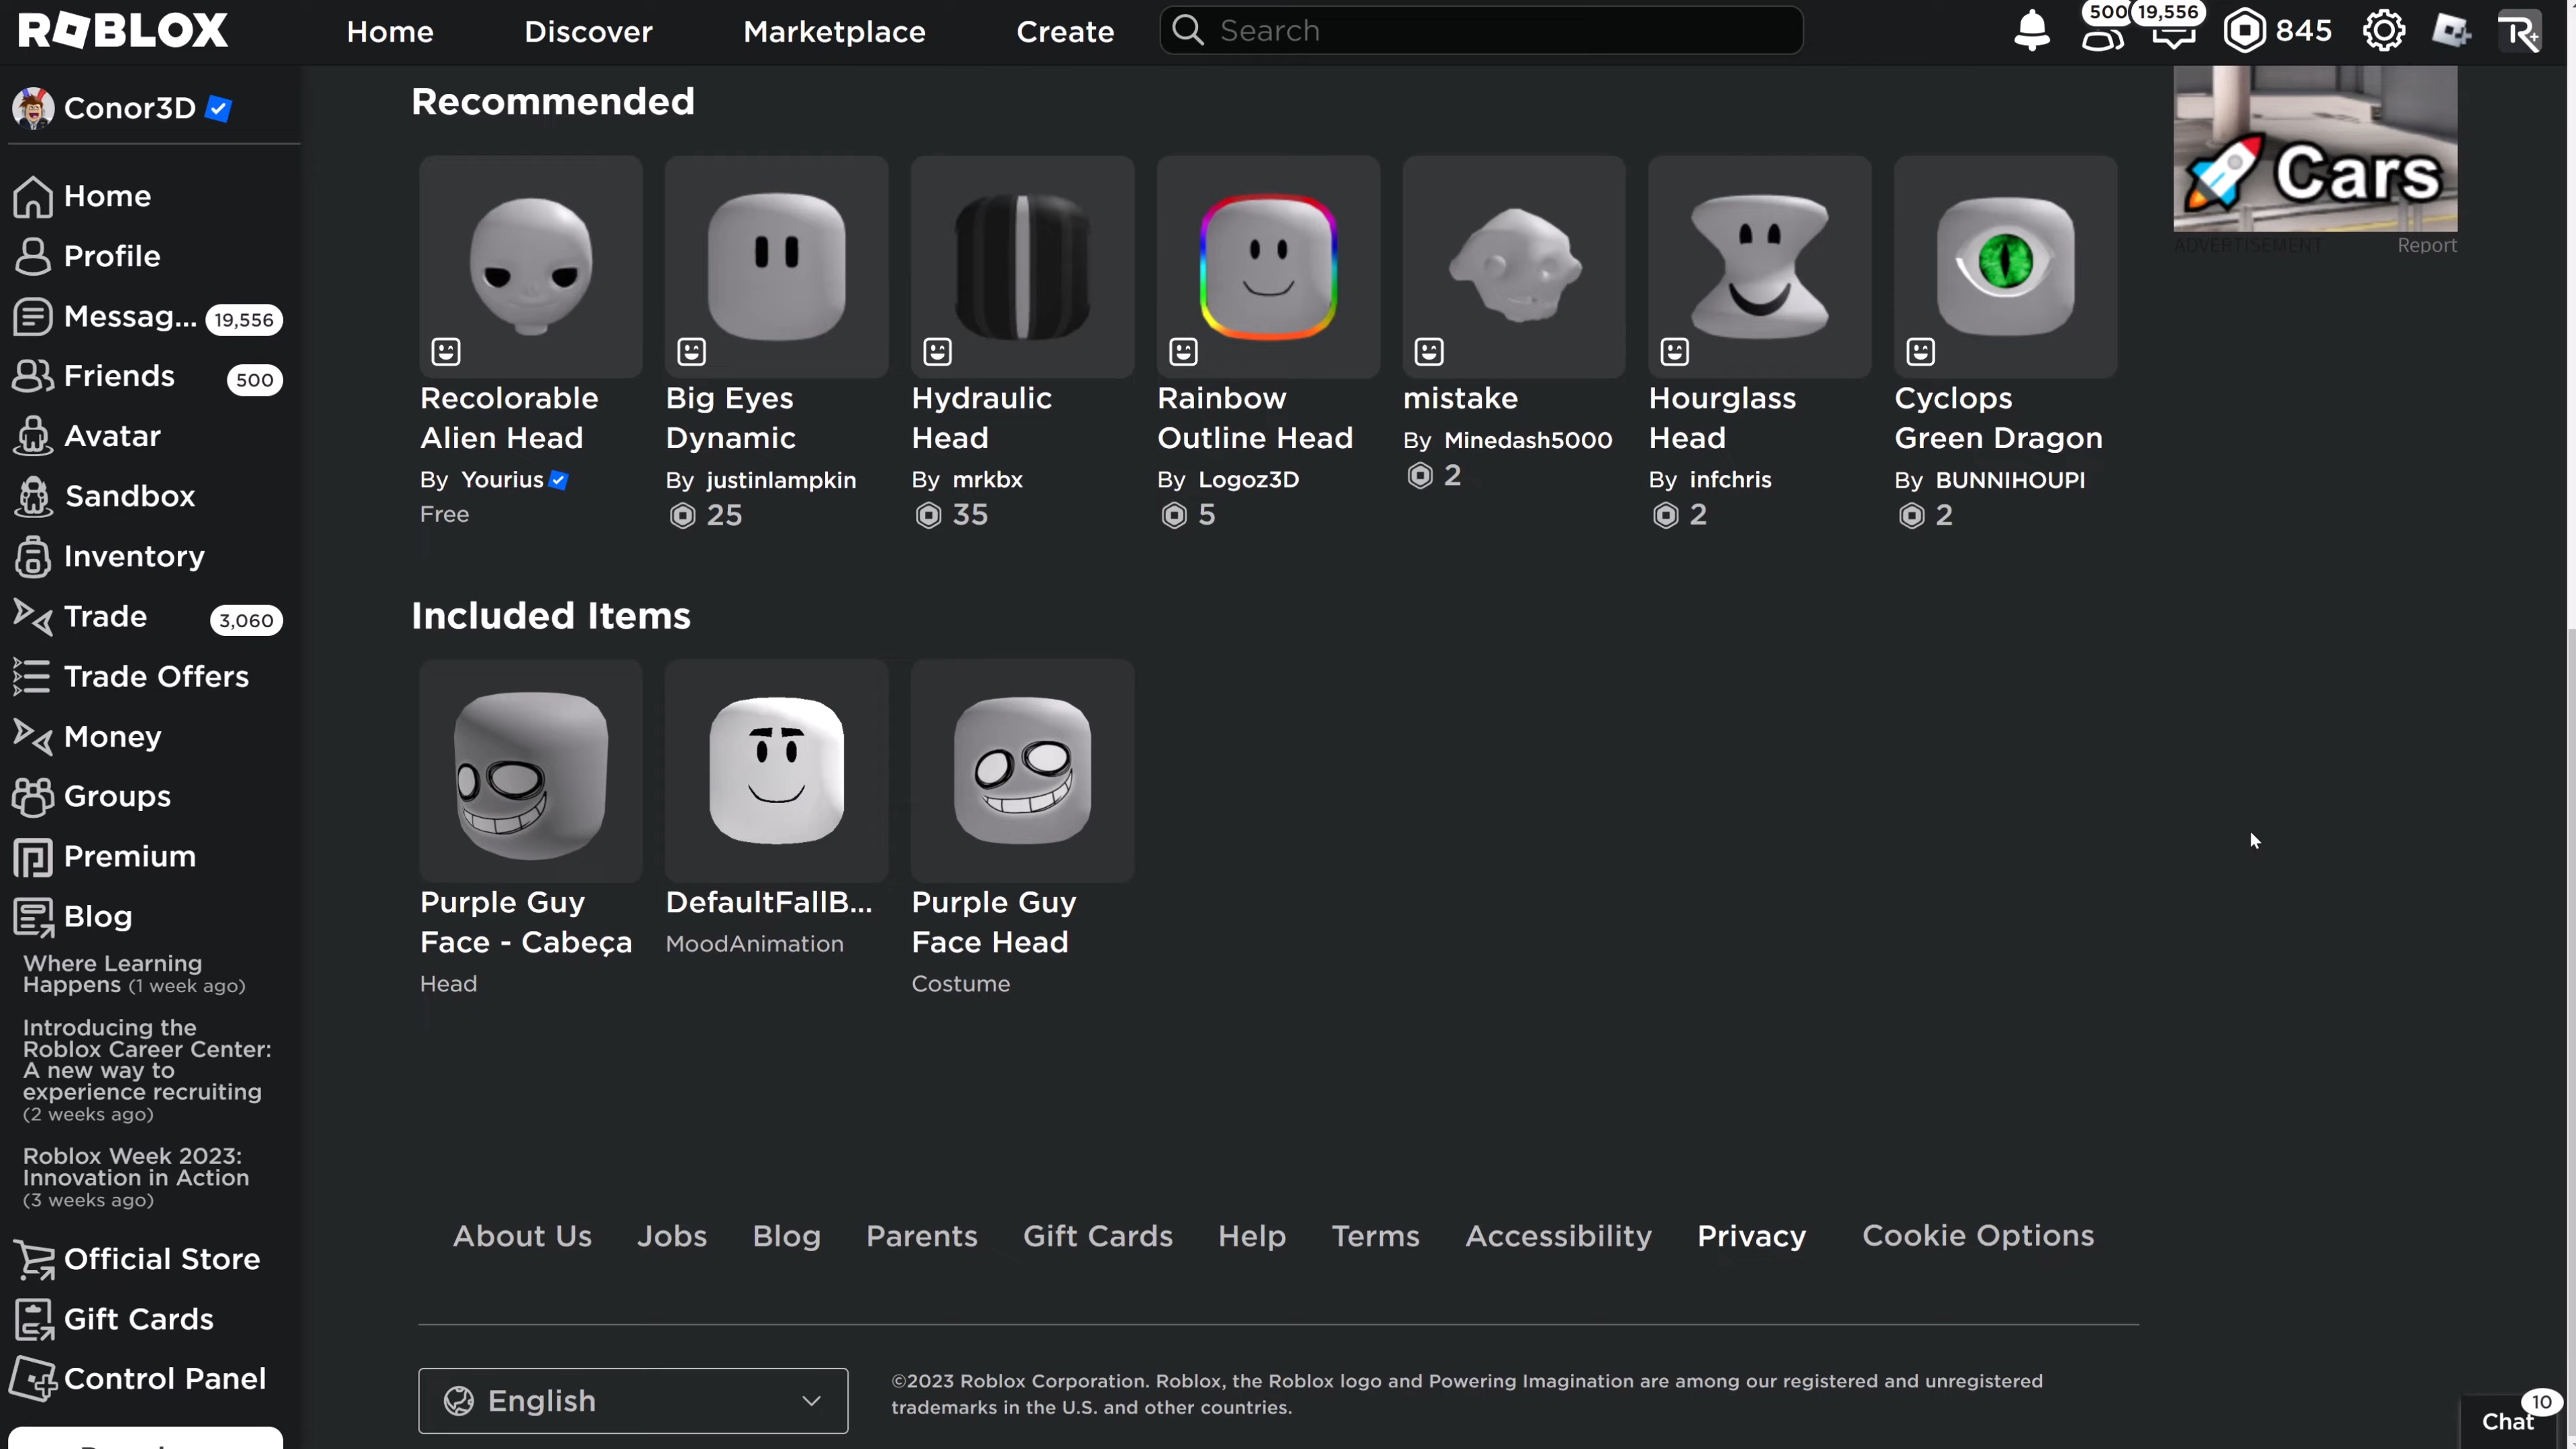 ROBLOX
Home
Discover
Marketplace
Create
Search
500
19,556
845
Conor3D
Home
Profile
Messag... 19,556
Friends 500
Avatar
Sandbox
Inventory
Trade 3,060
Trade Offers
Money
Groups
Premium
Blog
Where Learning
Happens (1 week ago)
Introducing the
Roblox Career Center:
A new way to
experience recruiting
(2 weeks ago)
Roblox Week 2023:
Innovation in Action
(3 weeks ago)
Official Store
Gift Cards
Control Panel
Recommended
Recolorable
Alien Head
By Yourius
Free
Big Eyes
Dynamic
By justinlampkin
25
Hydraulic
Head
By mrkbx
35
Rainbow
Outline Head
By Logoz3D
5
mistake
By Minedash5000
2
Hourglass
Head
By infchris
2
Cyclops
Green Dragon
By BUNNIHOUPI
2
Cars
ADVERTISEMENT
Report
Included Items
Purple Guy
Face - Cabeça
Head
DefaultFallB...
MoodAnimation
Purple Guy
Face Head
Costume
About Us
Jobs
Blog
Parents
Gift Cards
Help
Terms
Accessibility
Privacy
Cookie Options
English
©2023 Roblox Corporation. Roblox, the Roblox logo and Powering Imagination are among our registered and unregistered
trademarks in the U.S. and other countries.
Chat
10